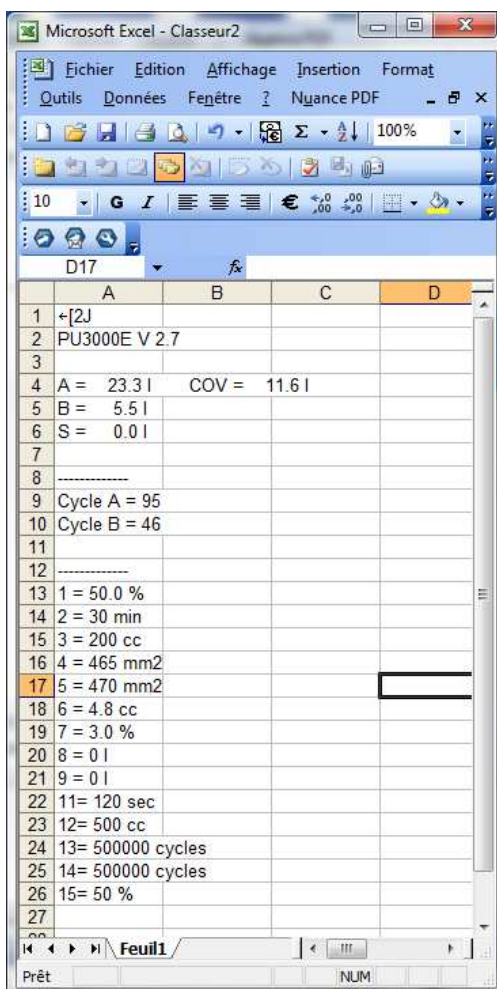 Microsoft Excel - Classeur2
Fichier Edition Affichage Insertion Format
Outils Données Fenêtre ? Nuance PDF
100%
10 G I €
D17 fx
A B C D
1 ←[2J
2 PU3000E V 2.7
3
4 A = 23.3 l COV = 11.6 l
5 B = 5.5 l
6 S = 0.0 l
7
8 -------------
9 Cycle A = 95
10 Cycle B = 46
11
12 -------------
13 1 = 50.0 %
14 2 = 30 min
15 3 = 200 cc
16 4 = 465 mm2
17 5 = 470 mm2
18 6 = 4.8 cc
19 7 = 3.0 %
20 8 = 0 l
21 9 = 0 l
22 11= 120 sec
23 12= 500 cc
24 13= 500000 cycles
25 14= 500000 cycles
26 15= 50 %
27
Feuil1
Prêt NUM